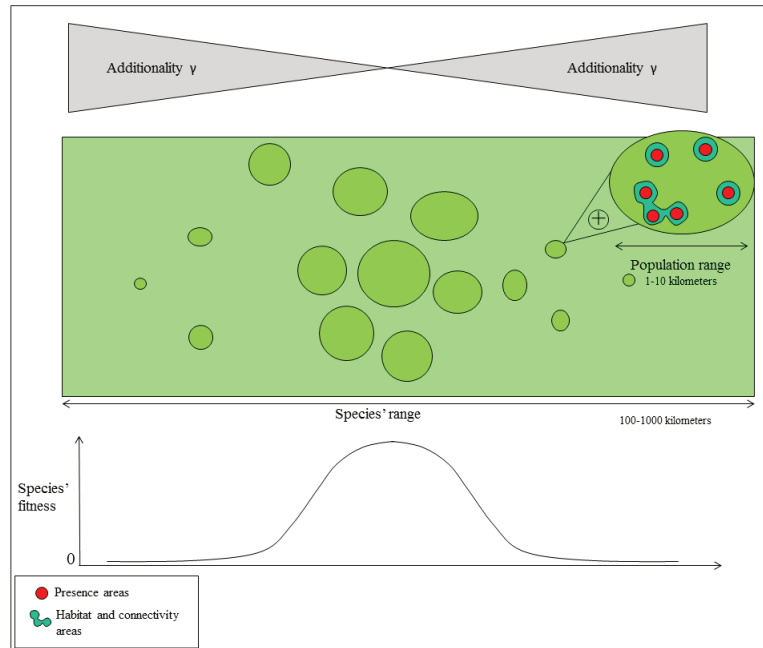 Additionality γ
Additionality γ
+
Population range
1-10 kilometers
Species' range
100-1000 kilometers
Species'
fitness
0
Presence areas
Habitat and connectivity
areas